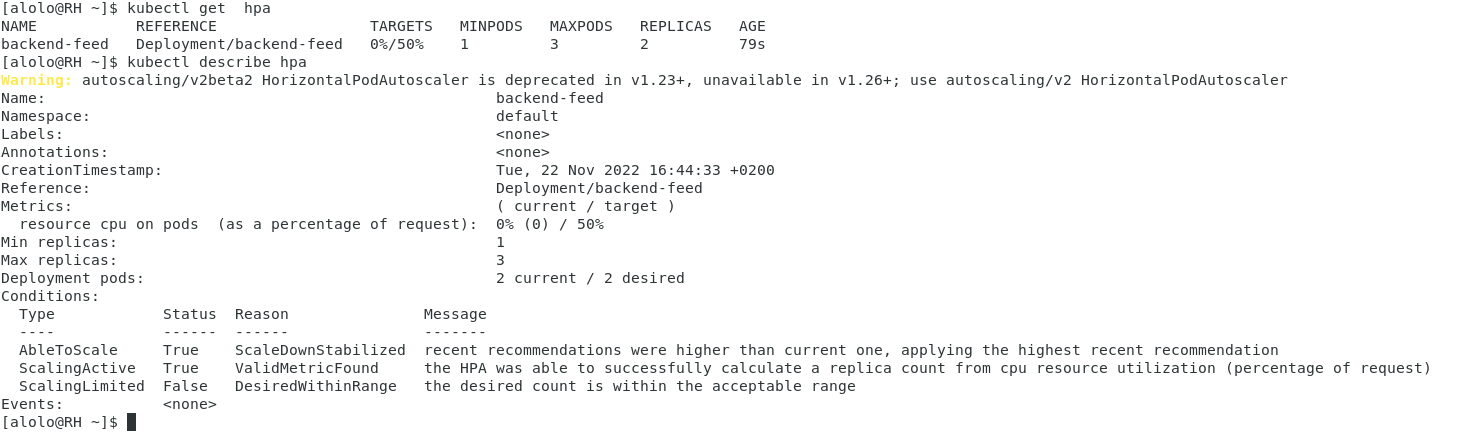 [alolo@RH ~]$ kubectl get  hpa
NAME           REFERENCE                 TARGETS   MINPODS   MAXPODS   REPLICAS   AGE
backend-feed   Deployment/backend-feed   0%/50%    1         3         2          79s
[alolo@RH ~]$ kubectl describe hpa
Warning: autoscaling/v2beta2 HorizontalPodAutoscaler is deprecated in v1.23+, unavailable in v1.26+; use autoscaling/v2 HorizontalPodAutoscaler
Name:                                                  backend-feed
Namespace:                                             default
Labels:                                                <none>
Annotations:                                           <none>
CreationTimestamp:                                     Tue, 22 Nov 2022 16:44:33 +0200
Reference:                                             Deployment/backend-feed
Metrics:                                               ( current / target )
  resource cpu on pods  (as a percentage of request):  0% (0) / 50%
Min replicas:                                          1
Max replicas:                                          3
Deployment pods:                                       2 current / 2 desired
Conditions:
  Type            Status  Reason               Message
  ----            ------  ------               -------
  AbleToScale     True    ScaleDownStabilized  recent recommendations were higher than current one, applying the highest recent recommendation
  ScalingActive   True    ValidMetricFound     the HPA was able to successfully calculate a replica count from cpu resource utilization (percentage of request)
  ScalingLimited  False   DesiredWithinRange   the desired count is within the acceptable range
Events:           <none>
[alolo@RH ~]$